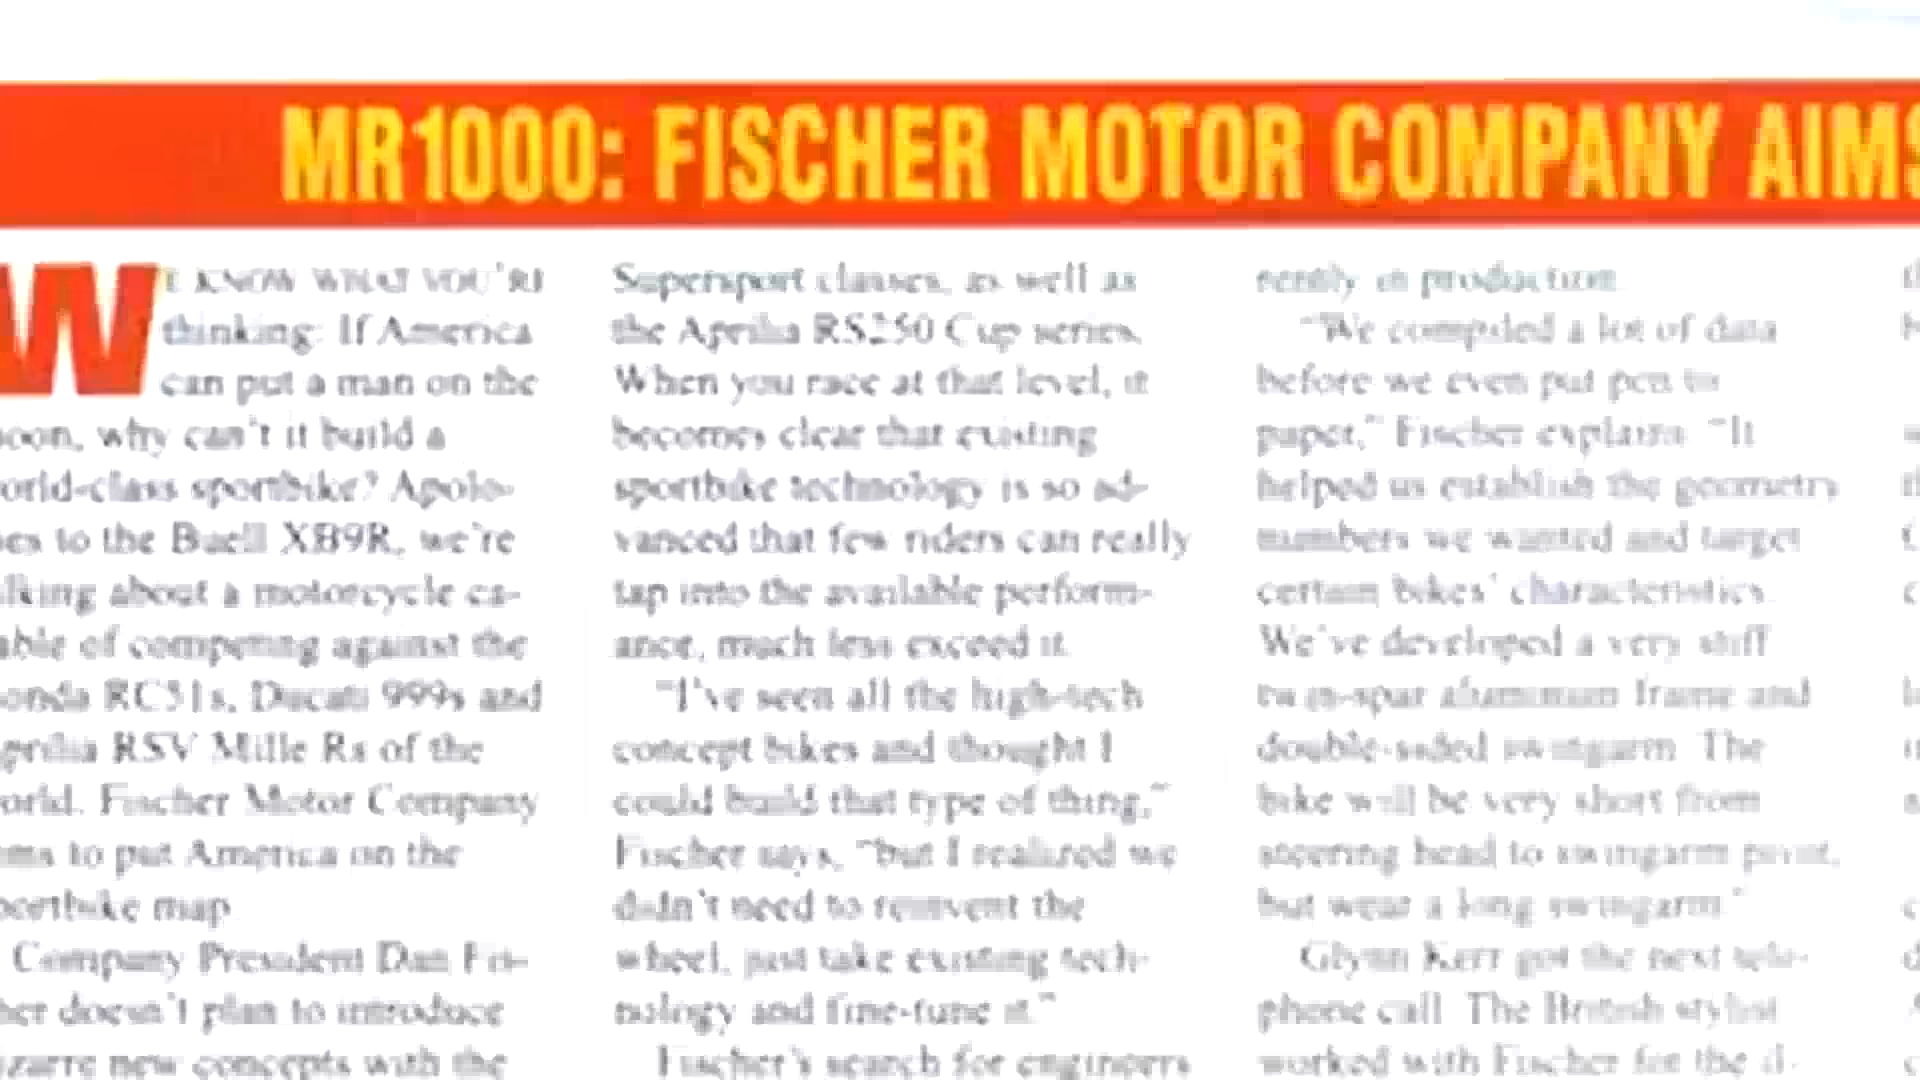 MR1000: FISCHER MOTOR COMPANY AIMS
WE KNOW WHAT YOU'RE
thinking: If America
can put a man on the
oon, why can't it build a
orld-class sportbike? Apolo-
es to the Buell XB9R, we're
lking about a motorcycle ca-
able of competing against the
onda RC51s, Ducati 999s and
prilia RSV Mille Rs of the
orld. Fischer Motor Company
ms to put America on the
portbike map.
Company President Dan Fis-
her doesn't plan to introduce
izarre new concepts with the
Supersport classes, as well as
the Aprilia RS250 Cup series.
When you race at that level, it
becomes clear that existing
sportbike technology is so ad-
vanced that few riders can really
tap into the available perform-
ance, much less exceed it.
"I've seen all the high-tech
concept bikes and thought I
could build that type of thing,"
Fischer says, "but I realized we
didn't need to reinvent the
wheel, just take existing tech-
nology and fine-tune it."
Fischer's search for engineers
rently in production.
"We compiled a lot of data
before we even put pen to
paper," Fischer explains. "It
helped us establish the geometry
numbers we wanted and target
certain bikes' characteristics.
We've developed a very stiff
twin-spar aluminum frame and
double-sided swingarm. The
bike will be very short from
steering head to swingarm pivot,
but wear a long swingarm."
Glynn Kerr got the next tele-
phone call. The British stylist
worked with Fischer for the